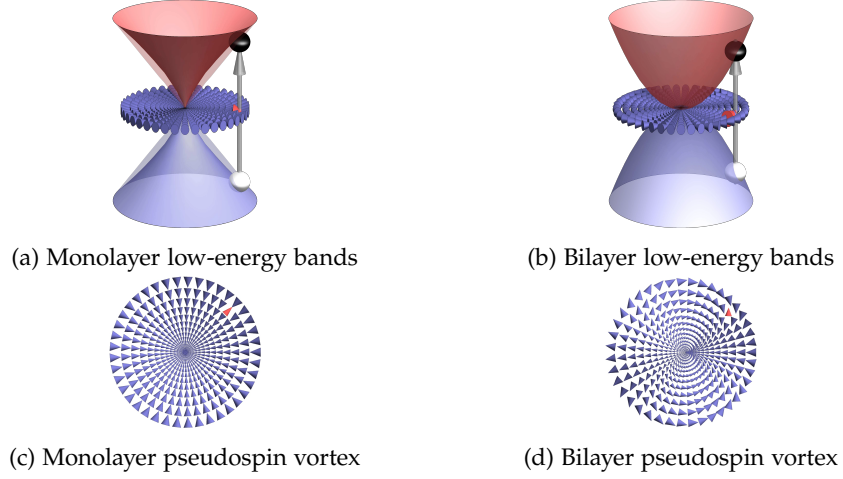 (a) Monolayer low-energy bands
(b) Bilayer low-energy bands
(c) Monolayer pseudospin vortex
(d) Bilayer pseudospin vortex